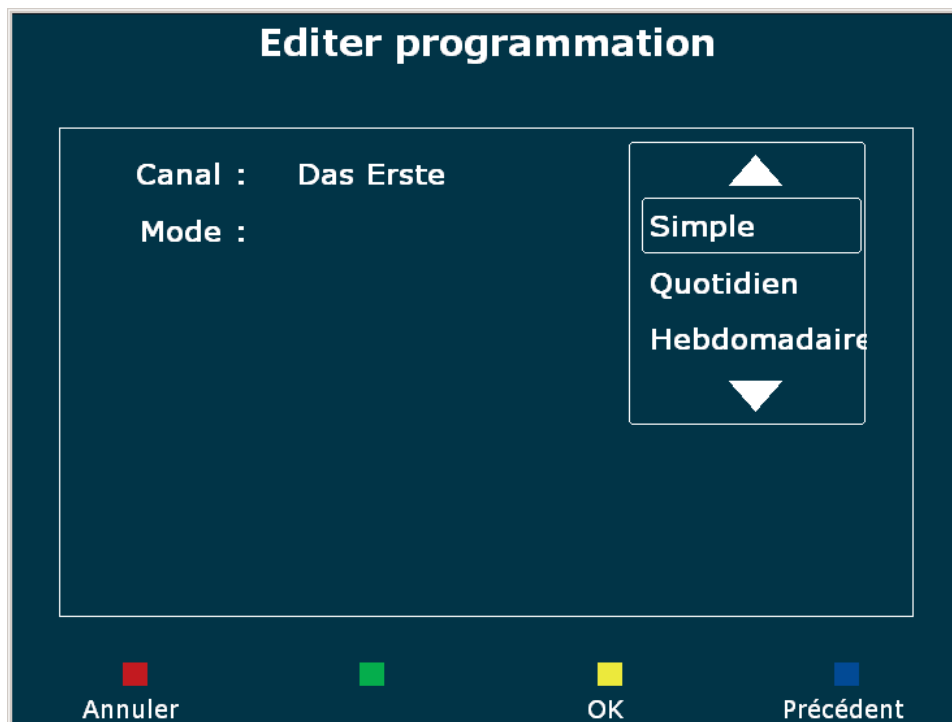 Editer programmation
Canal : Das Erste
Mode :
Simple
Quotidien
Hebdomadaire
Annuler
OK
Précédent